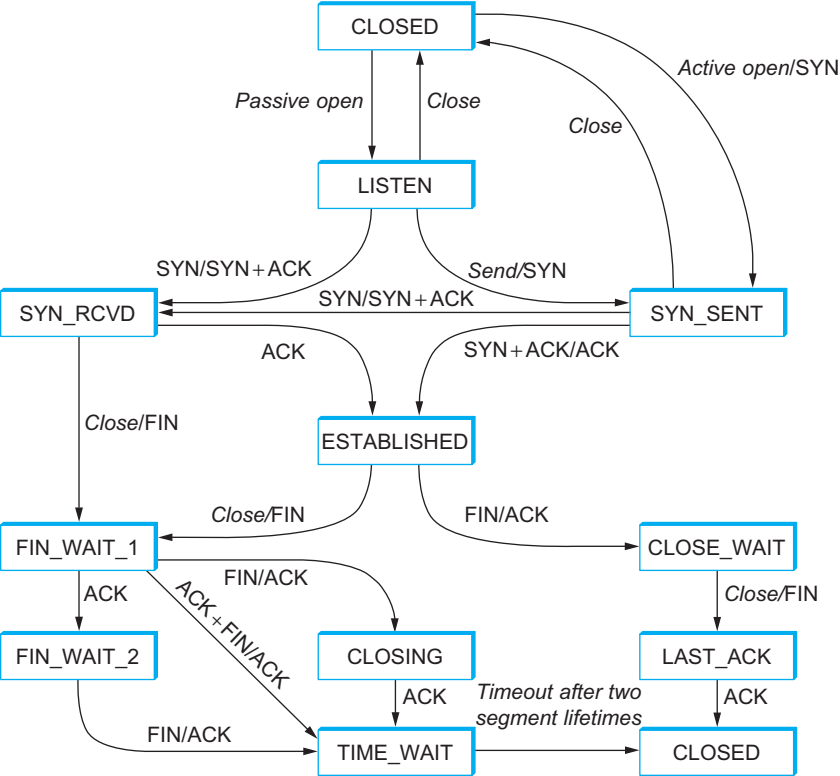 CLOSED
Active open/SYN
Passive open
Close
Close
LISTEN
SYN/SYN+ACK
Send/SYN
SYN/SYN+ACK
SYN_RCVD
SYN_SENT
ACK
SYN+ACK/ACK
Close/FIN
ESTABLISHED
Close/FIN
FIN/ACK
FIN_WAIT_1
CLOSE_WAIT
FIN/ACK
ACK
ACK+FIN/ACK
Close/FIN
FIN_WAIT_2
CLOSING
LAST_ACK
ACK
Timeout after two
segment lifetimes
ACK
FIN/ACK
TIME_WAIT
CLOSED